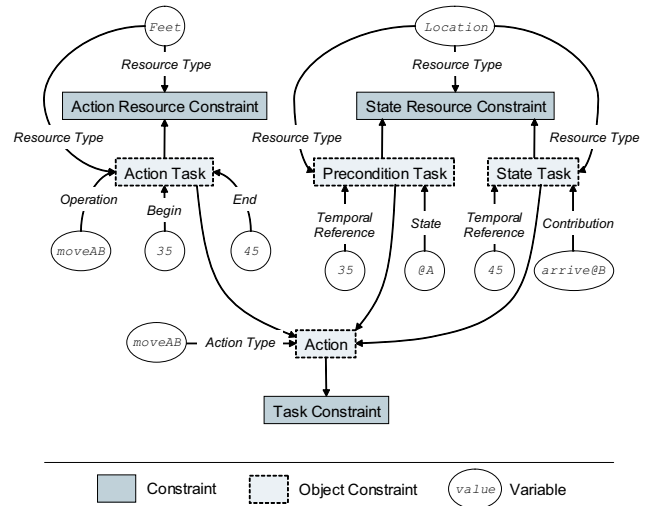 Feet
Location
Resource Type
Resource Type
Action Resource Constraint
State Resource Constraint
Resource Type
Resource Type
Resource Type
Action Task
Precondition Task
State Task
Operation
Begin
End
Temporal
Reference
State
Temporal
Reference
Contribution
moveAB
35
45
35
@A
45
arrive@B
moveAB
Action Type
Action
Task Constraint
Constraint
Object Constraint
value
Variable